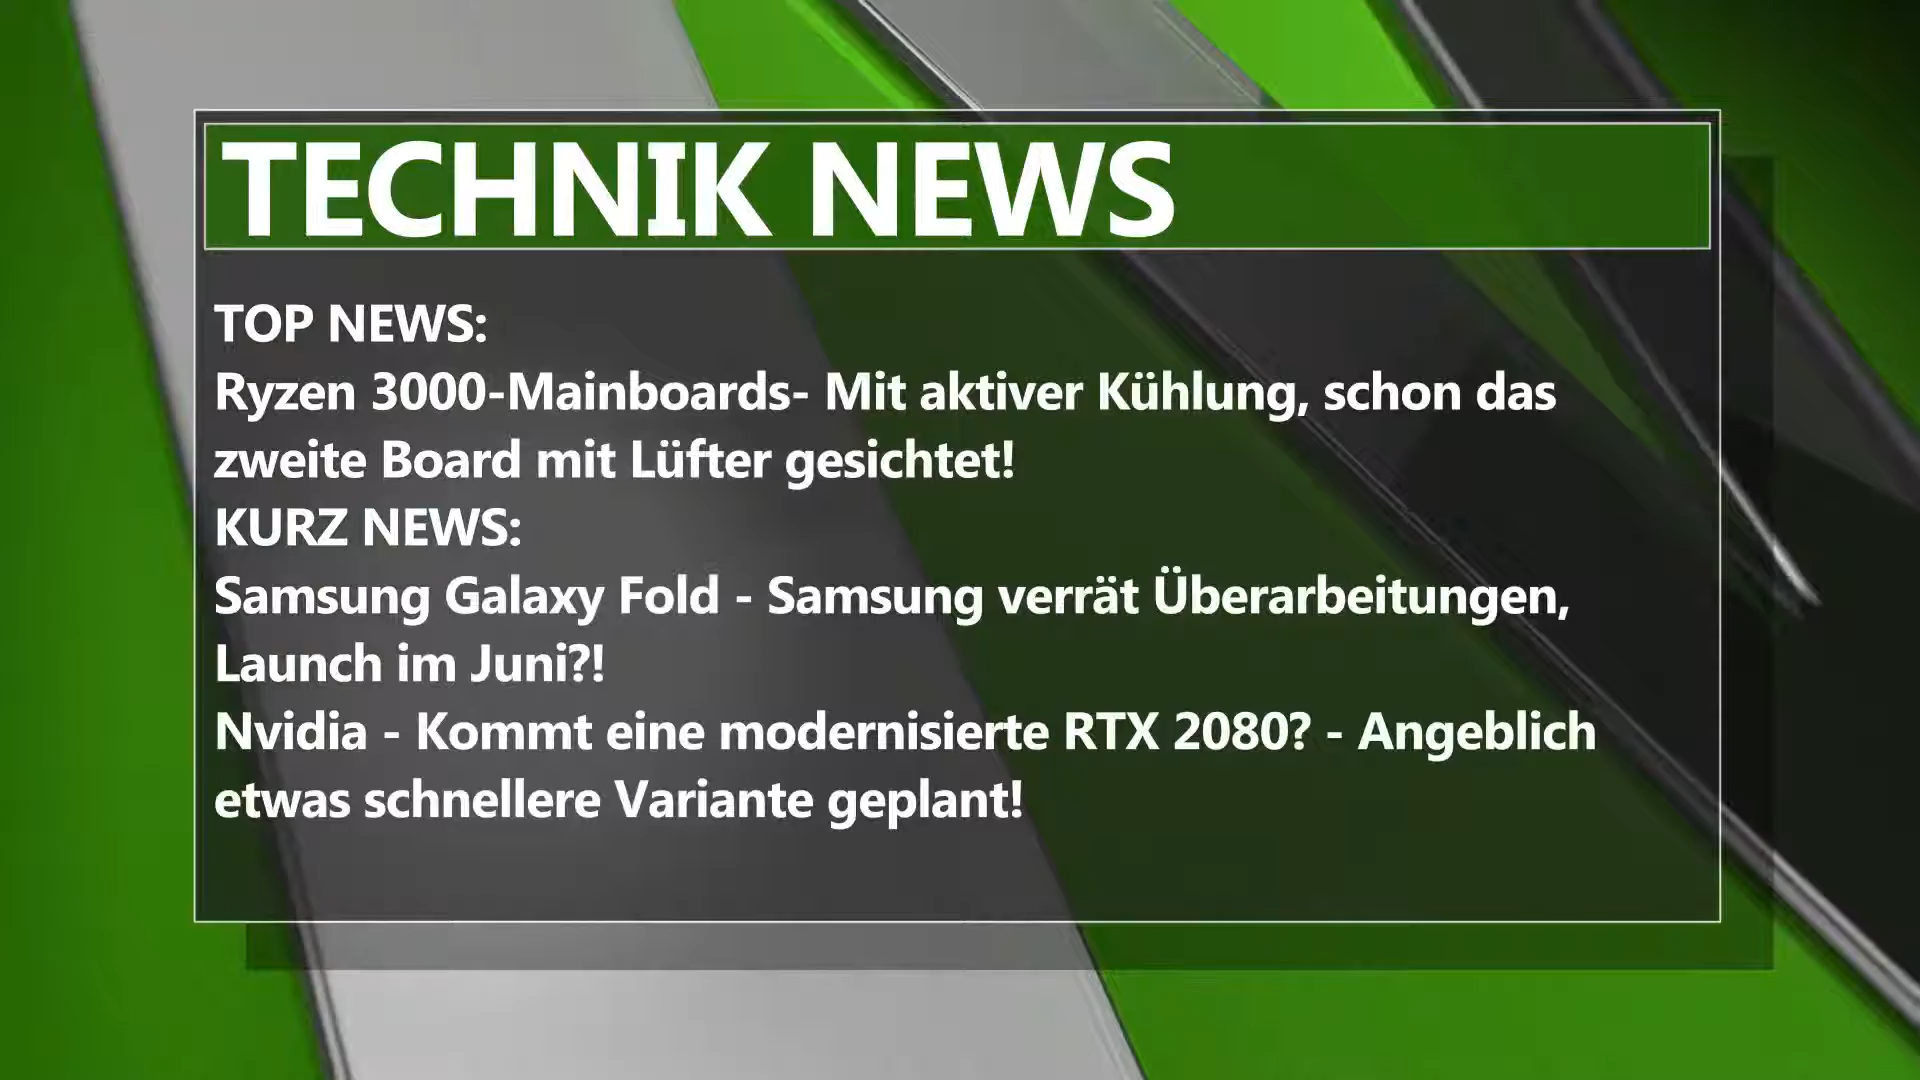 TECHNIK NEWS
TOP NEWS:
Ryzen 3000-Mainboards- Mit aktiver Kühlung, schon das
zweite Board mit Lüfter gesichtet!
KURZ NEWS:
Samsung Galaxy Fold - Samsung verrät Überarbeitungen,
Launch im Juni?!
Nvidia - Kommt eine modernisierte RTX 2080? - Angeblich
etwas schnellere Variante geplant!